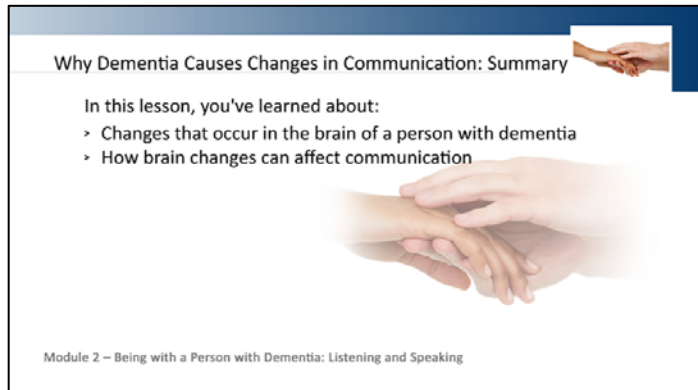 Why Dementia Causes Changes in Communication: Summary
In this lesson, you've learned about:
> Changes that occur in the brain of a person with dementia
> How brain changes can affect communication
Module 2 – Being with a Person with Dementia: Listening and Speaking